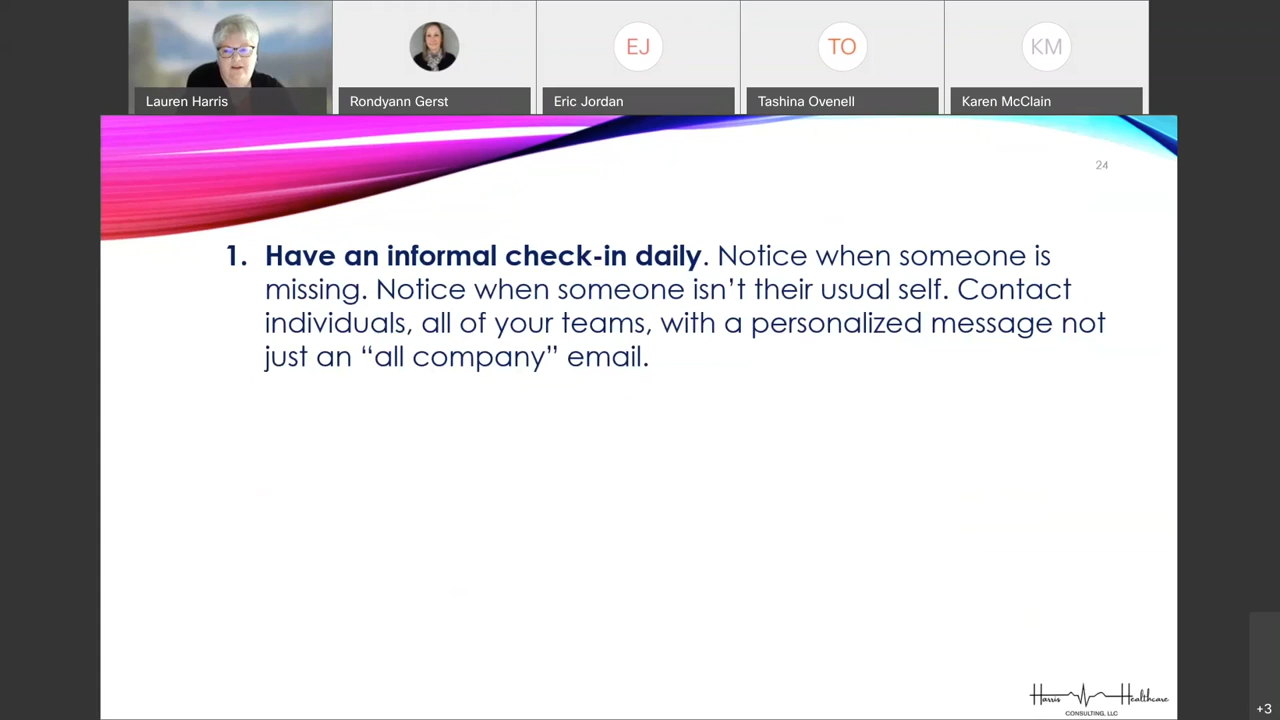 EJ
TO
KM
Lauren Harris
Rondyann Gerst
Eric Jordan
Tashina Ovenell
Karen McClain
24
1. Have an informal check-in daily. Notice when someone is
missing. Notice when someone isn’t their usual self. Contact
individuals, all of your teams, with a personalized message not
just an “all company” email.
Harris Healthcare
CONSULTING, LLC
+3